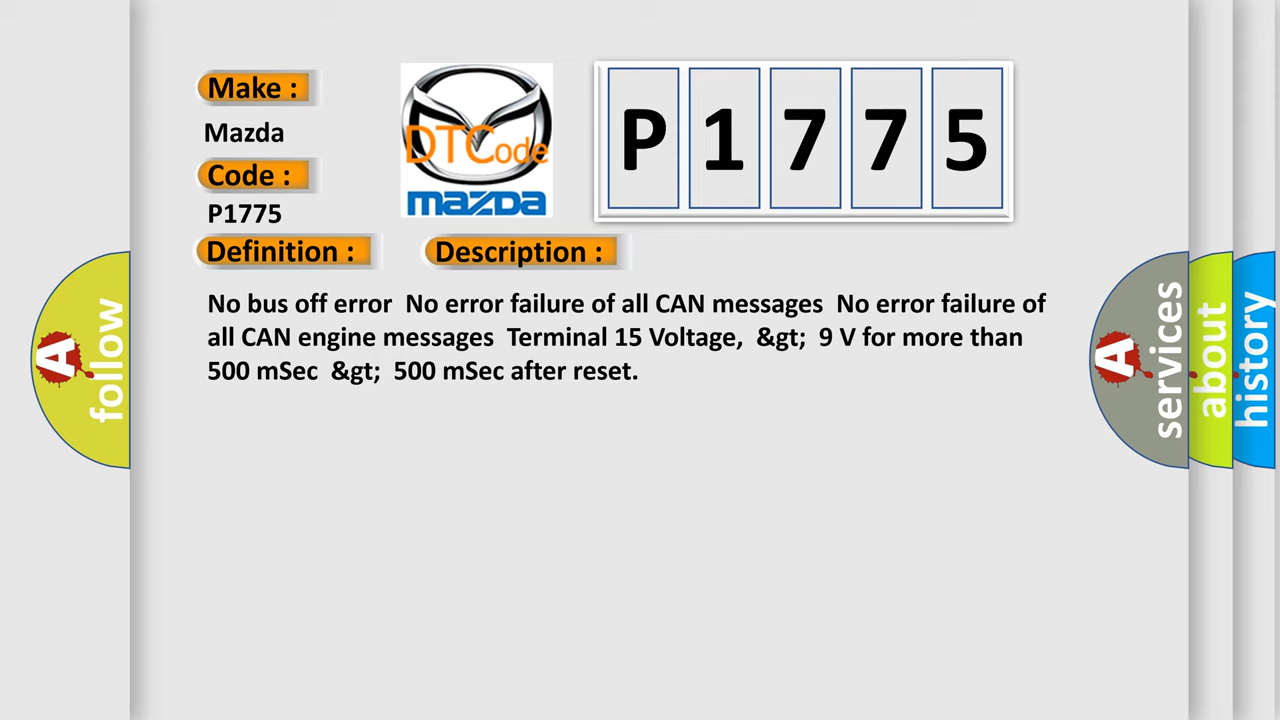 Make :
Mazda
Code :
P1775
Definition :
Description :
DTCode
mazda
P 1 7 7 5
No bus off error  No error failure of all CAN messages  No error failure of
all CAN engine messages  Terminal 15 Voltage,  &gt;  9 V for more than
500 mSec  &gt;  500 mSec after reset.
A follow
A services
about
history